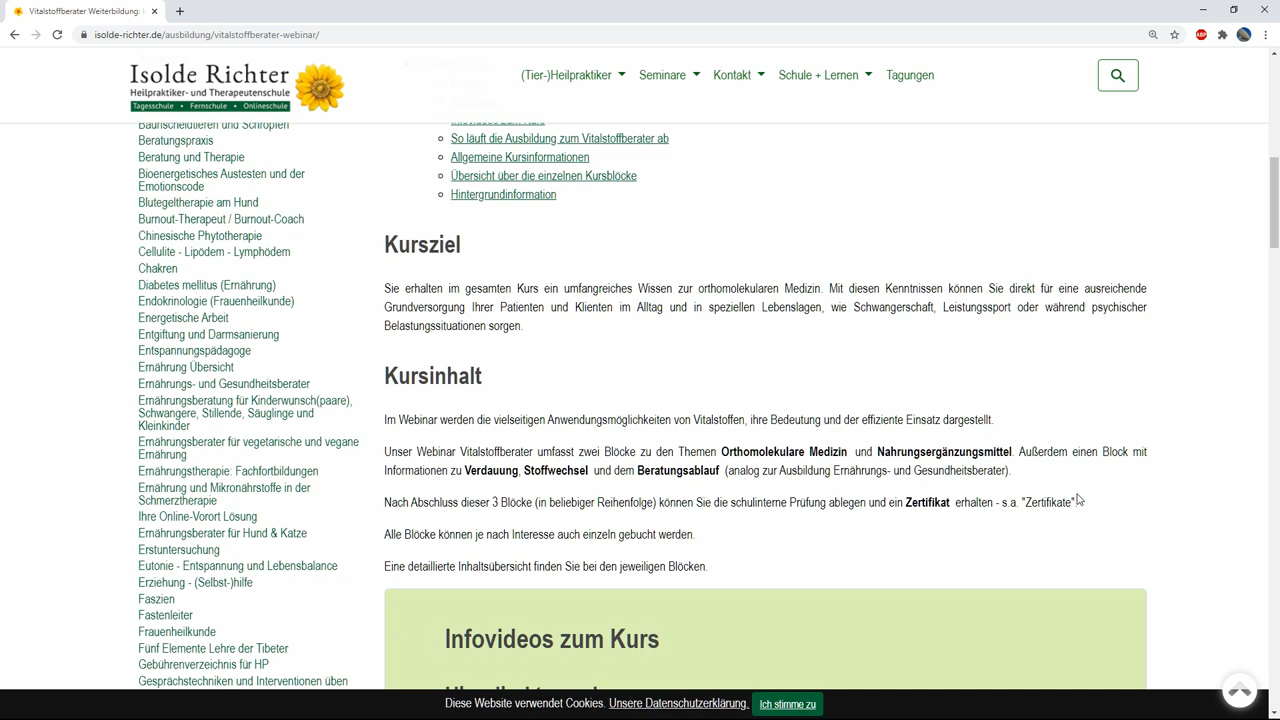 Vitalstoffberater Weiterbildung:
isolde-richter.de/ausbildung/vitalstoffberater-webinar/
ABP
Isolde Richter
Heilpraktiker- und Therapeutenschule
Tagesschule • Fernschule • Onlineschule
(Tier-)Heilpraktiker
Seminare
Kontakt
Schule + Lernen
Tagungen
Baunscheidtieren und Schröpfen
Beratungspraxis
Beratung und Therapie
Bioenergetisches Austesten und der
Emotionscode
Blutegeltherapie am Hund
Burnout-Therapeut / Burnout-Coach
Chinesische Phytotherapie
Cellulite - Lipödem - Lymphödem
Chakren
Diabetes mellitus (Ernährung)
Endokrinologie (Frauenheilkunde)
Energetische Arbeit
Entgiftung und Darmsanierung
Entspannungspädagoge
Ernährung Übersicht
Ernährungs- und Gesundheitsberater
Ernährungsberatung für Kinderwunsch(paare),
Schwangere, Stillende, Säuglinge und
Kleinkinder
Ernährungsberater für vegetarische und vegane
Ernährung
Ernährungstherapie: Fachfortbildungen
Ernährung und Mikronährstoffe in der
Schmerztherapie
Ihre Online-Vorort Lösung
Ernährungsberater für Hund & Katze
Erstuntersuchung
Eutonie - Entspannung und Lebensbalance
Erziehung - (Selbst-)hilfe
Faszien
Fastenleiter
Frauenheilkunde
Fünf Elemente Lehre der Tibeter
Gebührenverzeichnis für HP
Gesprächstechniken und Interventionen üben
Infovideos zum Kurs
So läuft die Ausbildung zum Vitalstoffberater ab
Allgemeine Kursinformationen
Übersicht über die einzelnen Kursblöcke
Hintergrundinformation
Kursziel
Sie erhalten im gesamten Kurs ein umfangreiches Wissen zur orthomolekularen Medizin. Mit diesen Kenntnissen können Sie direkt für eine ausreichende
Grundversorgung Ihrer Patienten und Klienten im Alltag und in speziellen Lebenslagen, wie Schwangerschaft, Leistungssport oder während psychischer
Belastungssituationen sorgen.
Kursinhalt
Im Webinar werden die vielseitigen Anwendungsmöglichkeiten von Vitalstoffen, ihre Bedeutung und der effiziente Einsatz dargestellt.
Unser Webinar Vitalstoffberater umfasst zwei Blöcke zu den Themen Orthomolekulare Medizin und Nahrungsergänzungsmittel. Außerdem einen Block mit
Informationen zu Verdauung, Stoffwechsel und dem Beratungsablauf (analog zur Ausbildung Ernährungs- und Gesundheitsberater).
Nach Abschluss dieser 3 Blöcke (in beliebiger Reihenfolge) können Sie die schulinterne Prüfung ablegen und ein Zertifikat erhalten - s.a. "Zertifikate"
Alle Blöcke können je nach Interesse auch einzeln gebucht werden.
Eine detaillierte Inhaltsübersicht finden Sie bei den jeweiligen Blöcken.
Infovideos zum Kurs
Diese Website verwendet Cookies. Unsere Datenschutzerklärung. Ich stimme zu